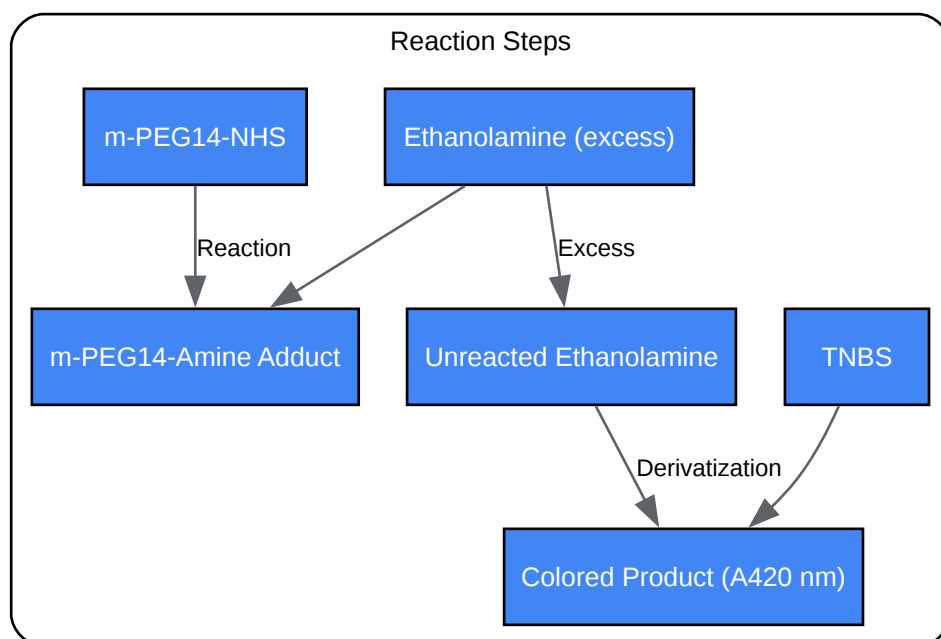 Reaction Steps
m-PEG14-NHS
Ethanolamine (excess)
Reaction
Excess
m-PEG14-Amine Adduct
Unreacted Ethanolamine
TNBS
Derivatization
Colored Product (A420 nm)